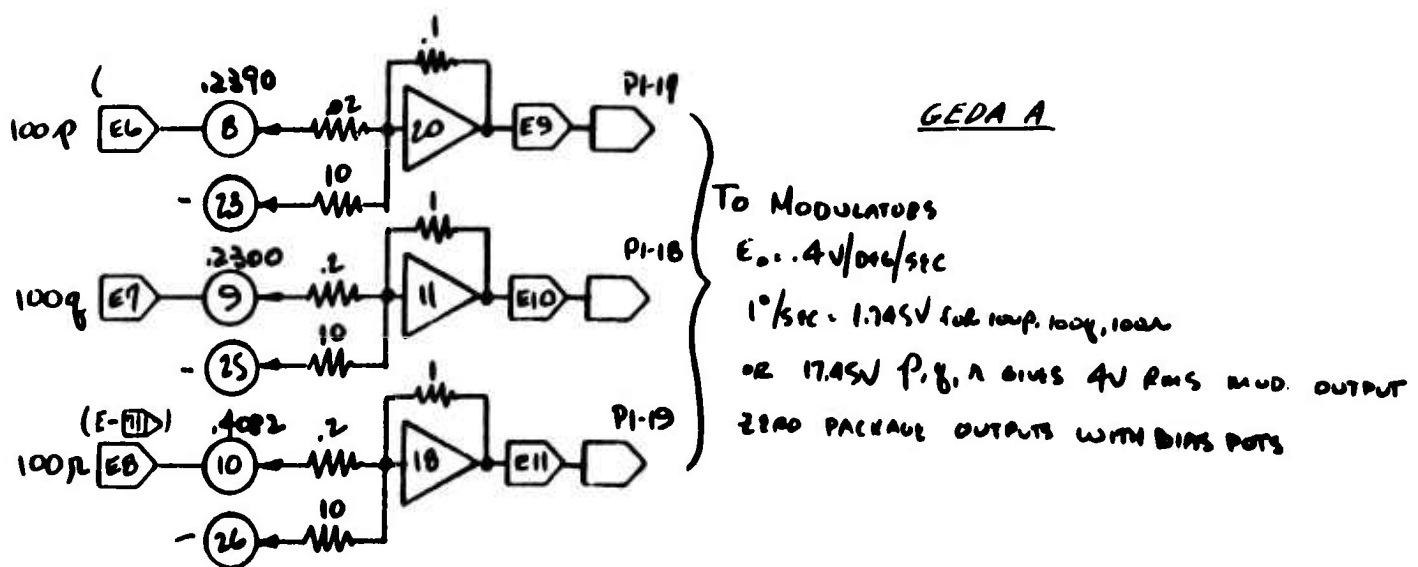 (
.2390
.1
P1-19
100p E6 8 .02 20 E9
- 23 10
GEDA A
.2300
1
P1-18
100q E7 9 .2 11 E10
- 25 10
(E-
.4082
1
P1-19
100r E8 10 .2 18 E11
- 26 10
TO MODULATORS
E₀ = .4V/DEG/SEC
1°/SEC = 1.745V FOR 100p, 100q, 100r
OR 17.45V p, q, r GIVES 4V RMS MOD. OUTPUT
ZERO PACKAGE OUTPUTS WITH BIAS POTS